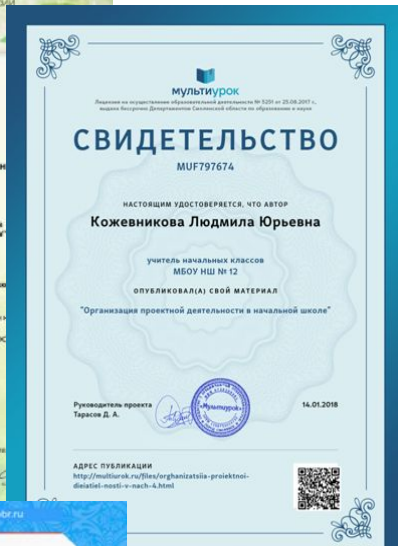 мультиурок
Лицензия на осуществление образовательной деятельности № 5251 от 25.08.2017 г.,
выдана бессрочно Департаментом Смоленской области по образованию и науке
СВИДЕТЕЛЬСТВО
MUF797674
НАСТОЯЩИМ УДОСТОВЕРЯЕТСЯ, ЧТО АВТОР
Кожевникова Людмила Юрьевна
учитель начальных классов
МБОУ НШ № 12
ОПУБЛИКОВАЛ(А) СВОЙ МАТЕРИАЛ
"Организация проектной деятельности в начальной школе"
Руководитель проекта
Тарасов Д. А.
«Мультиурок»
14.01.2018
АДРЕС ПУБЛИКАЦИИ
http://multiurok.ru/files/orghanizatsiia-proiektnoi-
dieiatiel-nosti-v-nach-4.html